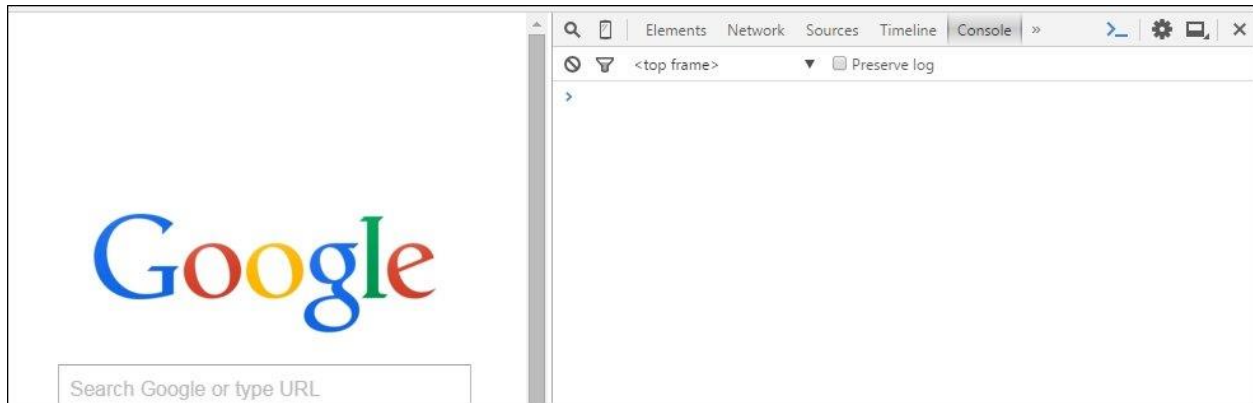 Elements Network Sources Timeline Console »
<top frame> ▼ Preserve log
>
Google
Search Google or type URL